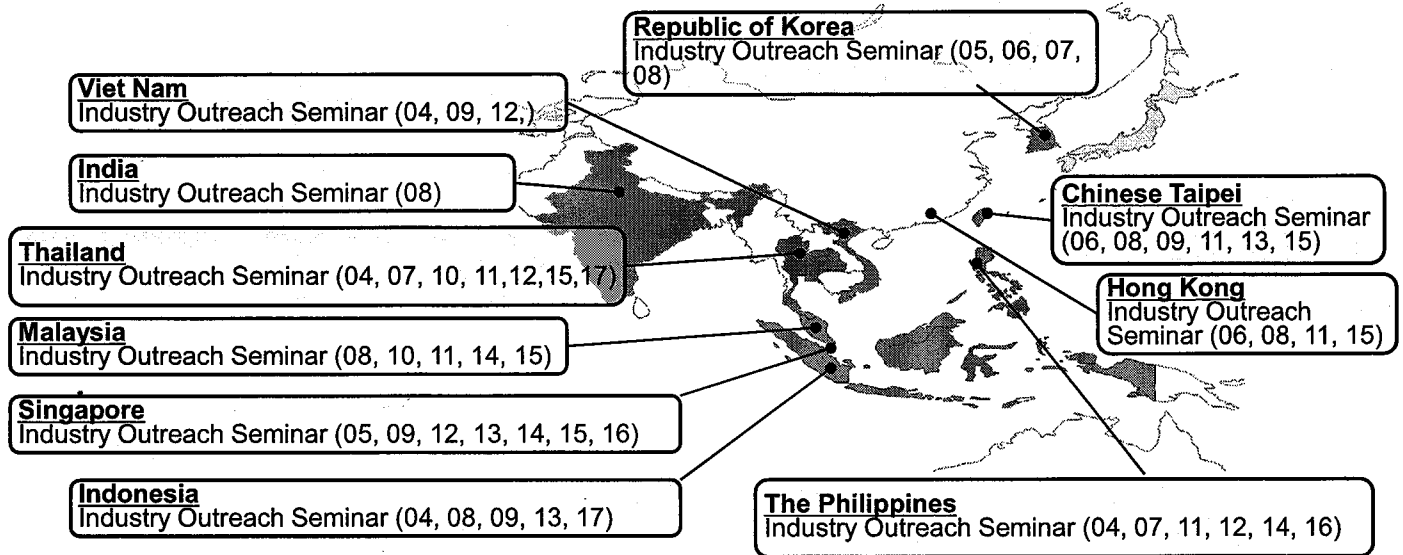 Republic of Korea
Industry Outreach Seminar (05, 06, 07,
08)
Viet Nam
Industry Outreach Seminar (04, 09, 12,)
India
Industry Outreach Seminar (08)
Chinese Taipei
Industry Outreach Seminar
(06, 08, 09, 11, 13, 15)
Thailand
Industry Outreach Seminar (04, 07, 10, 11,12,15,17)
Hong Kong
Industry Outreach
Seminar (06, 08, 11, 15)
Malaysia
Industry Outreach Seminar (08, 10, 11, 14, 15)
Singapore
Industry Outreach Seminar (05, 09, 12, 13, 14, 15, 16)
Indonesia
Industry Outreach Seminar (04, 08, 09, 13, 17)
The Philippines
Industry Outreach Seminar (04, 07, 11, 12, 14, 16)